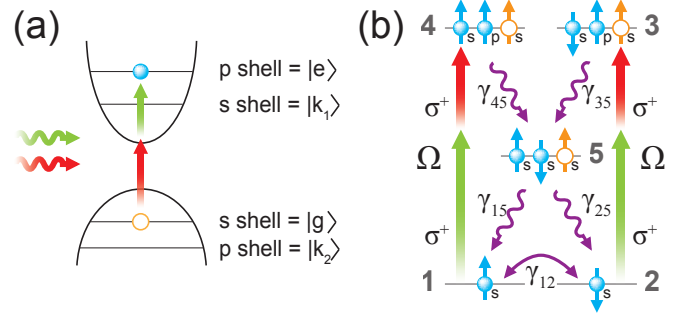 (a)
p shell = |e⟩
s shell = |k₁⟩
s shell = |g⟩
p shell = |k₂⟩
(b)
4 s p s
s p s 3
γ₄₅ γ₃₅
σ⁺ σ⁺
Ω s s s 5 Ω
γ₁₅ γ₂₅
σ⁺ σ⁺
1 s γ₁₂ s 2